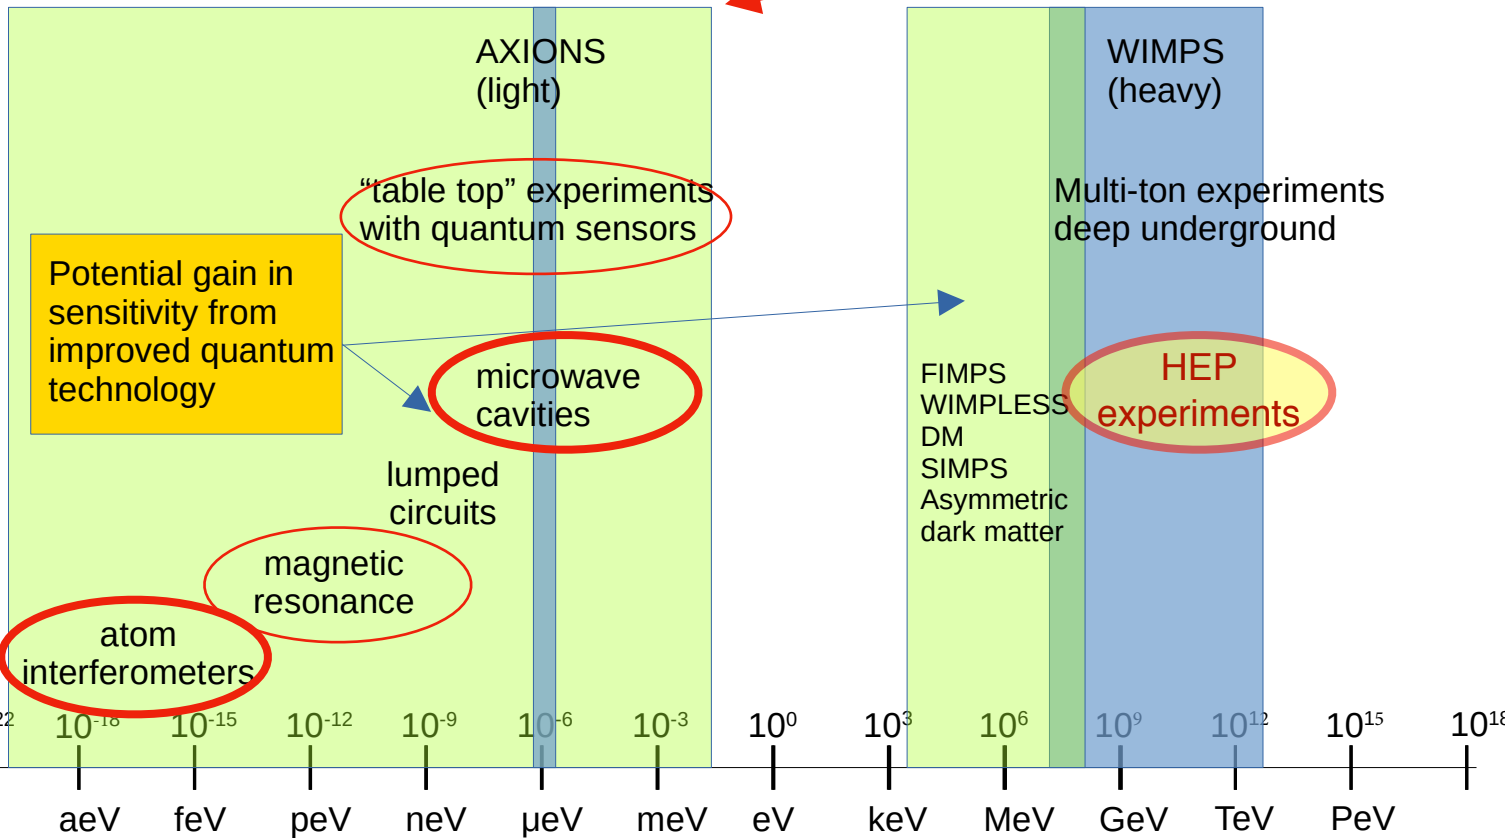 AXIONS
(light)
WIMPS
(heavy)
“table top” experiments
with quantum sensors
Multi-ton experiments
deep underground
Potential gain in
sensitivity from
improved quantum
technology
microwave
cavities
FIMPS
WIMPLESS
DM
SIMPS
Asymmetric
dark matter
HEP
experiments
lumped
circuits
magnetic
resonance
atom
interferometers
22 10⁻¹⁸ 10⁻¹⁵ 10⁻¹² 10⁻⁹ 10⁻⁶ 10⁻³ 10⁰ 10³ 10⁶ 10⁹ 10¹² 10¹⁵ 10¹⁸
aeV feV peV neV μeV meV eV keV MeV GeV TeV PeV